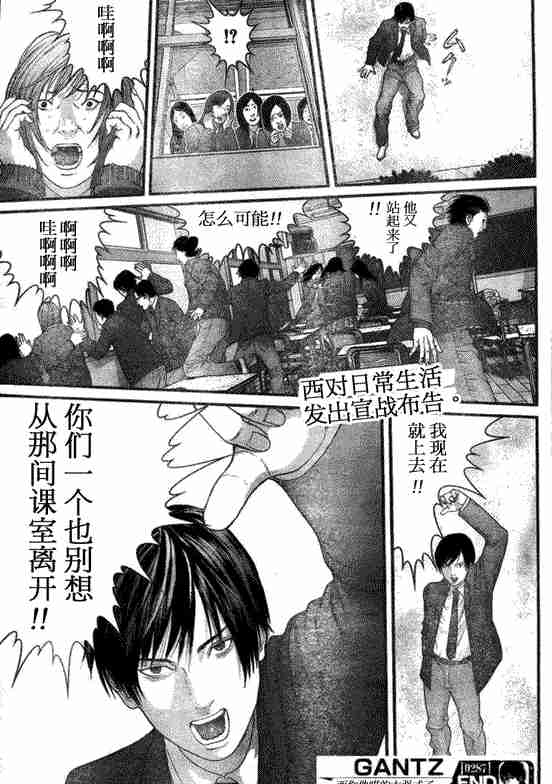 !?
哇啊啊啊啊
他又
站起来了
!!
怎么可能!!
啊啊啊
哇啊啊啊
西对日常生活
发出宣战布告。
我现在
就上去!!
你们一个也别想
从那间课室离开!!
GANTZ
0287
END